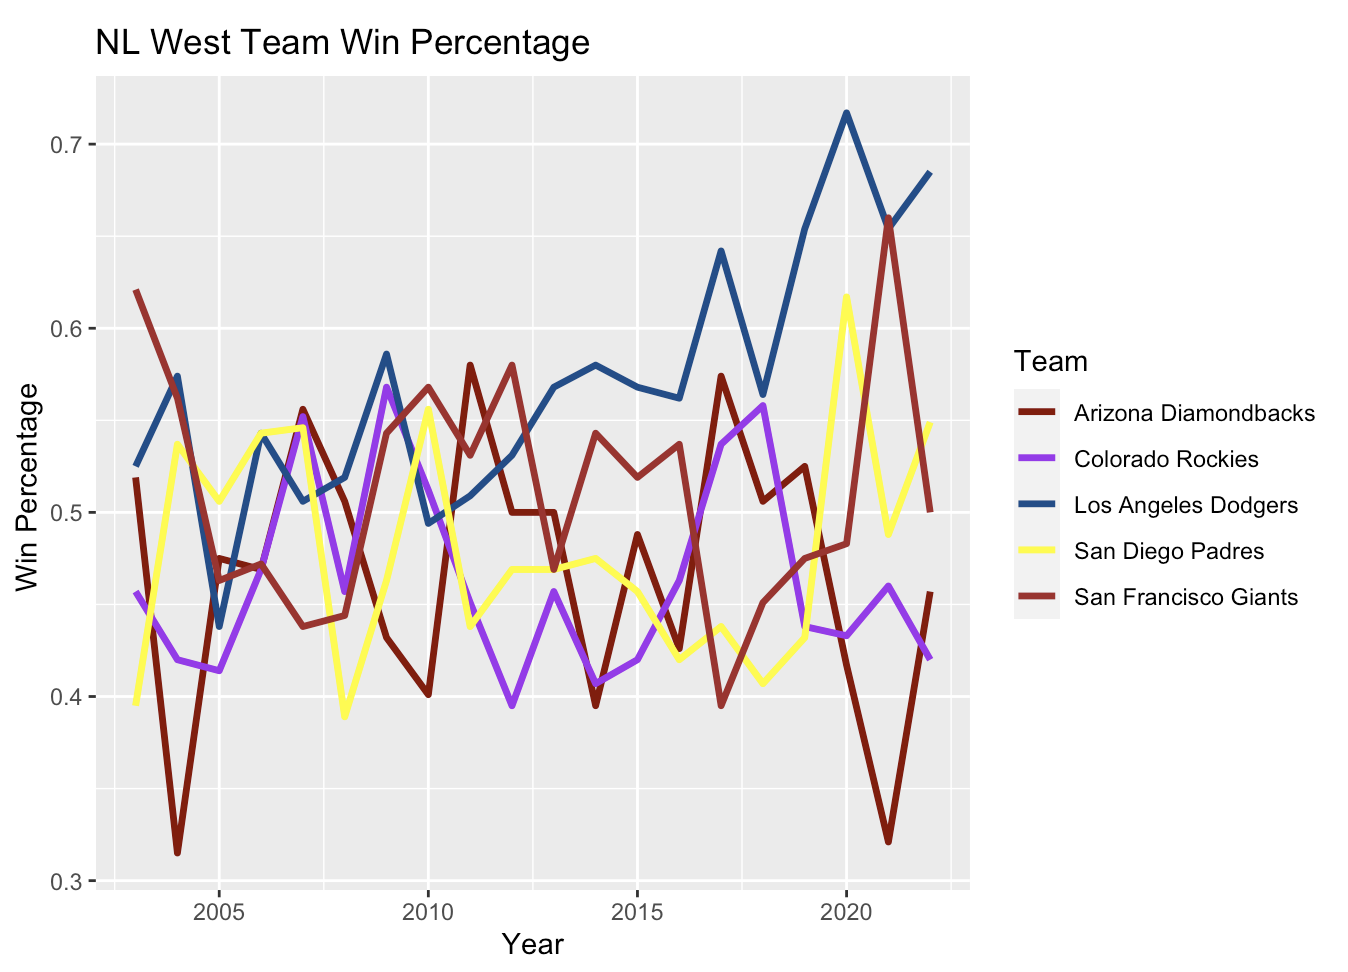 NL West Team Win Percentage
0.7
0.6
0.5
0.4
0.3
Win Percentage
2005 2010 2015 2020
Year
Team
Arizona Diamondbacks
Colorado Rockies
Los Angeles Dodgers
San Diego Padres
San Francisco Giants